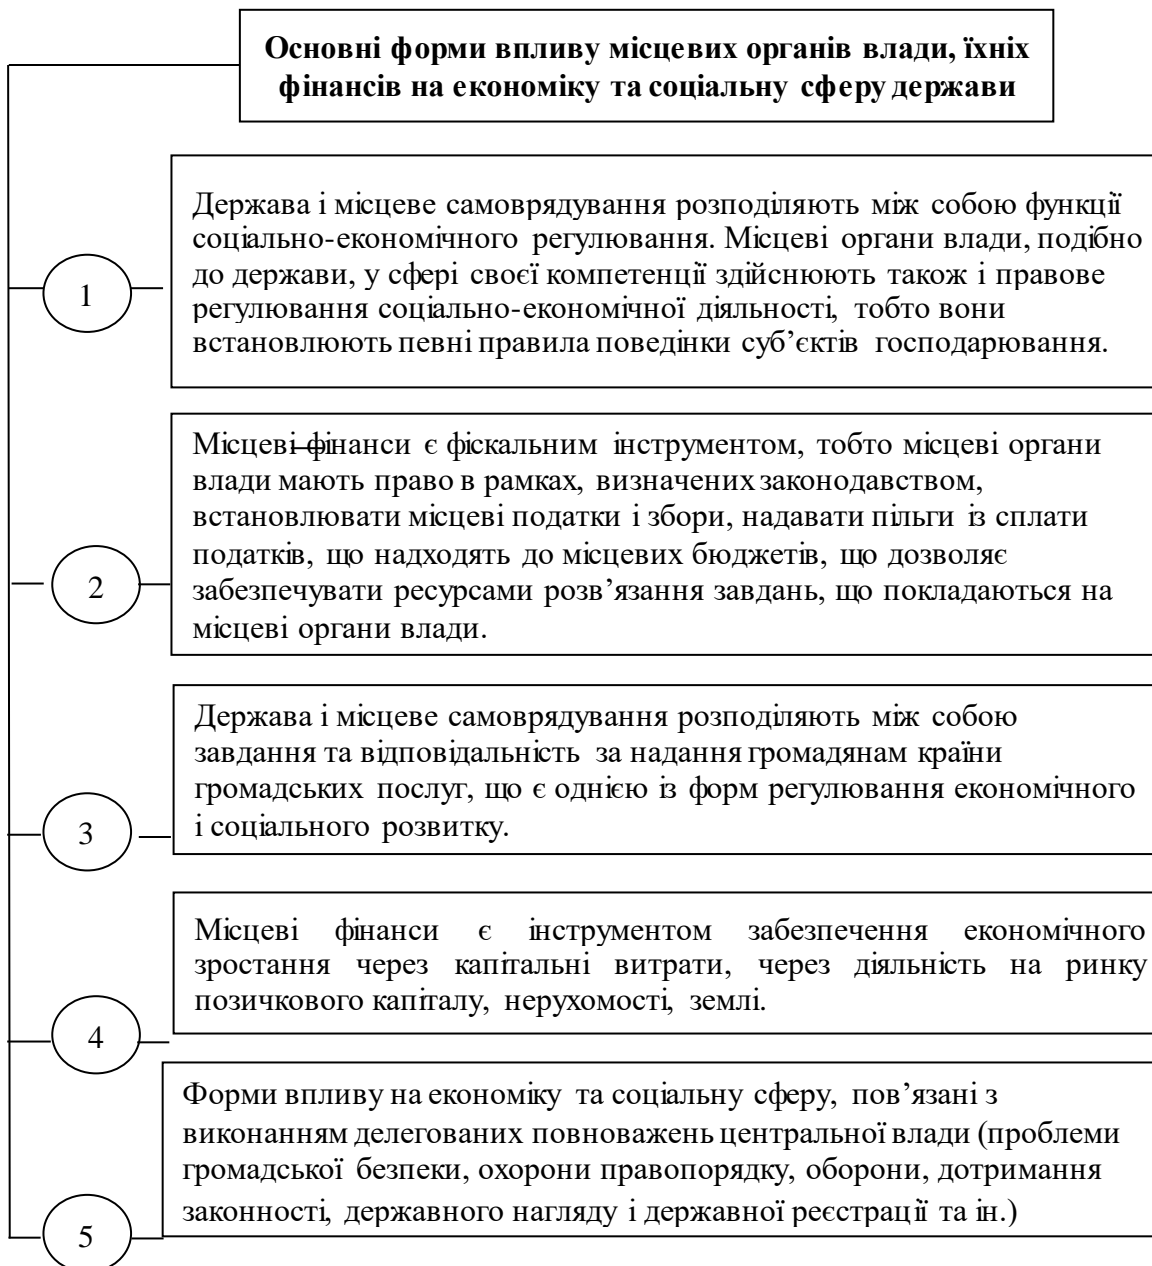 Основні форми впливу місцевих органів влади, їхніх
фінансів на економіку та соціальну сферу держави
Держава і місцеве самоврядування розподіляють між собою функції
соціально-економічного регулювання. Місцеві органи влади, подібно
1
до держави, у сфері своєї компетенції здійснюють також і правове
регулювання соціально-економічної діяльності, тобто вони
встановлюють певні правила поведінки суб’єктів господарювання.
Місцеві фінанси є фіскальним інструментом, тобто місцеві органи
влади мають право в рамках, визначених законодавством,
встановлювати місцеві податки і збори, надавати пільги із сплати
2
податків, що надходять до місцевих бюджетів, що дозволяє
забезпечувати ресурсами розв’язання завдань, що покладаються на
місцеві органи влади.
Держава і місцеве самоврядування розподіляють між собою
завдання та відповідальність за надання громадянам країни
громадських послуг, що є однією із форм регулювання економічного
3
і соціального розвитку.
Місцеві фінанси є інструментом забезпечення економічного
зростання через капітальні витрати, через діяльність на ринку
позичкового капіталу, нерухомості, землі.
4
Форми впливу на економіку та соціальну сферу, пов’язані з
виконанням делегованих повноважень центральної влади (проблеми
громадської безпеки, охорони правопорядку, оборони, дотримання
законності, державного нагляду і державної реєстрації та ін.)
5